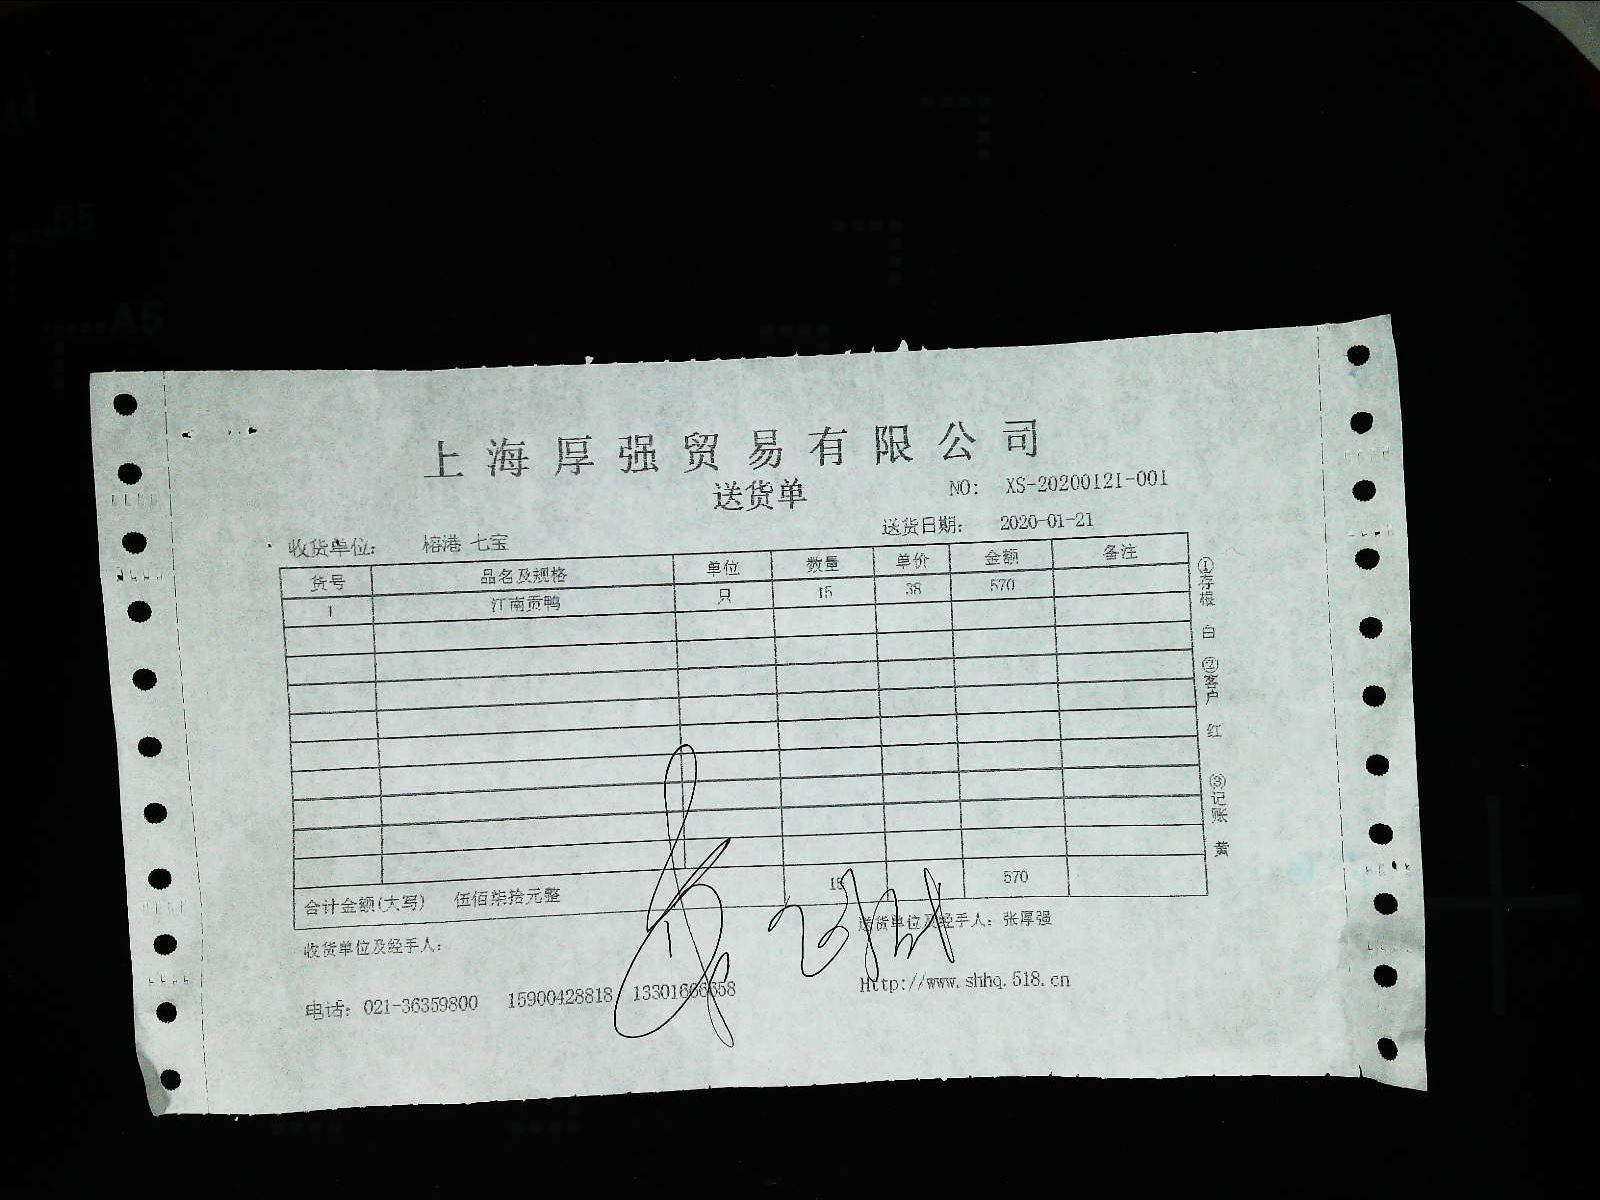 上海厚强贸易有限公司
送货单
NO: XS-20200121-001
收货单位: 榕港 七宝 送货日期: 2020-01-21
货号 品名及规格 单位 数量 单价 金额 备注
1 江南贡鸭 只 15 38 570
合计金额(大写) 伍佰柒拾元整 15 570
收货单位及经手人: 送货单位及经手人: 张厚强
电话: 021-36359800 15900428818 13301666658 Http://www.shhq.518.cn
①存根 白 ②客户 红 ③记账 黄
B5
A5